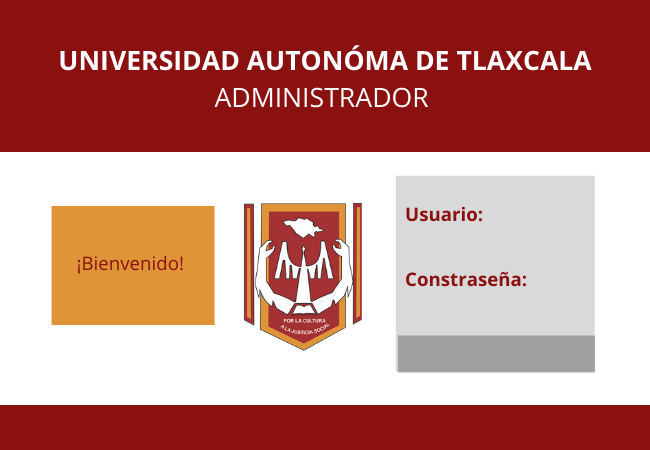 UNIVERSIDAD AUTONÓMA DE TLAXCALA
ADMINISTRADOR
¡Bienvenido!
POR LA CULTURA
A LA JUSTICIA SOCIAL
Usuario:
Constraseña: